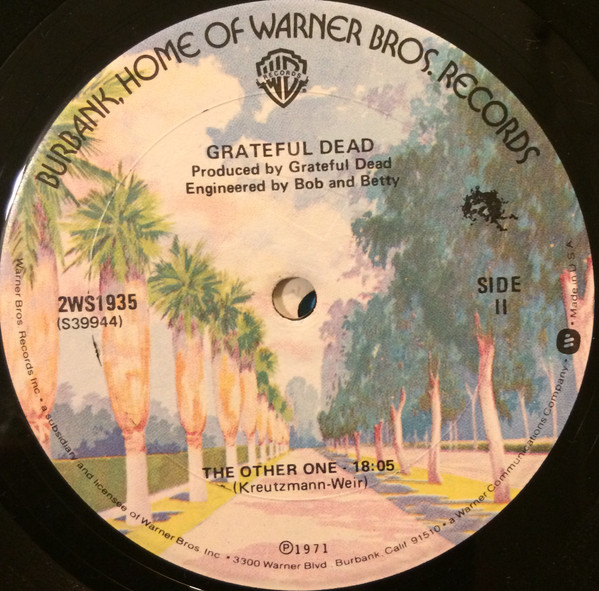 BURBANK, HOME OF WARNER BROS. RECORDS
W
RECORDS
GRATEFUL DEAD
Produced by Grateful Dead
Engineered by Bob and Betty
2WS1935
(S39944)
SIDE
II
THE OTHER ONE · 18:05
(Kreutzmann-Weir)
℗1971
Warner Bros. Records Inc. • a subsidiary and licensee of Warner Bros. Inc. • 3300 Warner Blvd., Burbank, Calif. 91510 • a Warner Communications Company • Made in U.S.A.